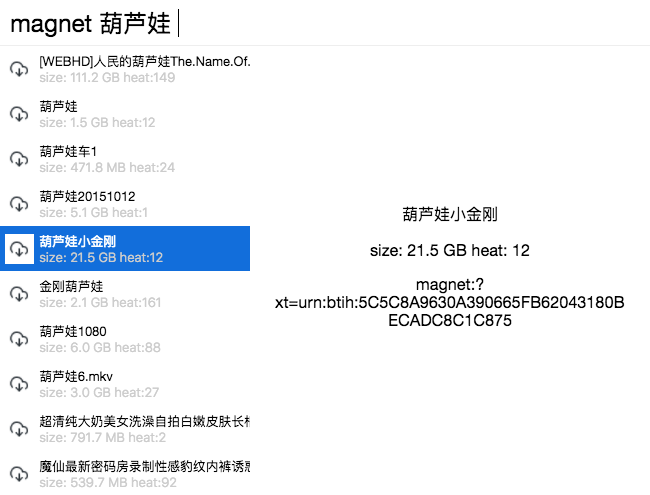 magnet 葫芦娃
[WEBHD]人民的葫芦娃The.Name.Of.
size: 111.2 GB heat:149
葫芦娃
size: 1.5 GB heat:12
葫芦娃车1
size: 471.8 MB heat:24
葫芦娃20151012
size: 5.1 GB heat:1
葫芦娃小金刚
size: 21.5 GB heat:12
金刚葫芦娃
size: 2.1 GB heat:161
葫芦娃1080
size: 6.0 GB heat:88
葫芦娃6.mkv
size: 3.0 GB heat:27
超清纯大奶美女洗澡自拍白嫩皮肤长相
size: 791.7 MB heat:2
魔仙最新密码房录制性感豹纹内裤诱惑
size: 539.7 MB heat:92
葫芦娃小金刚
size: 21.5 GB heat: 12
magnet:?
xt=urn:btih:5C5C8A9630A390665FB62043180B
ECADC8C1C875